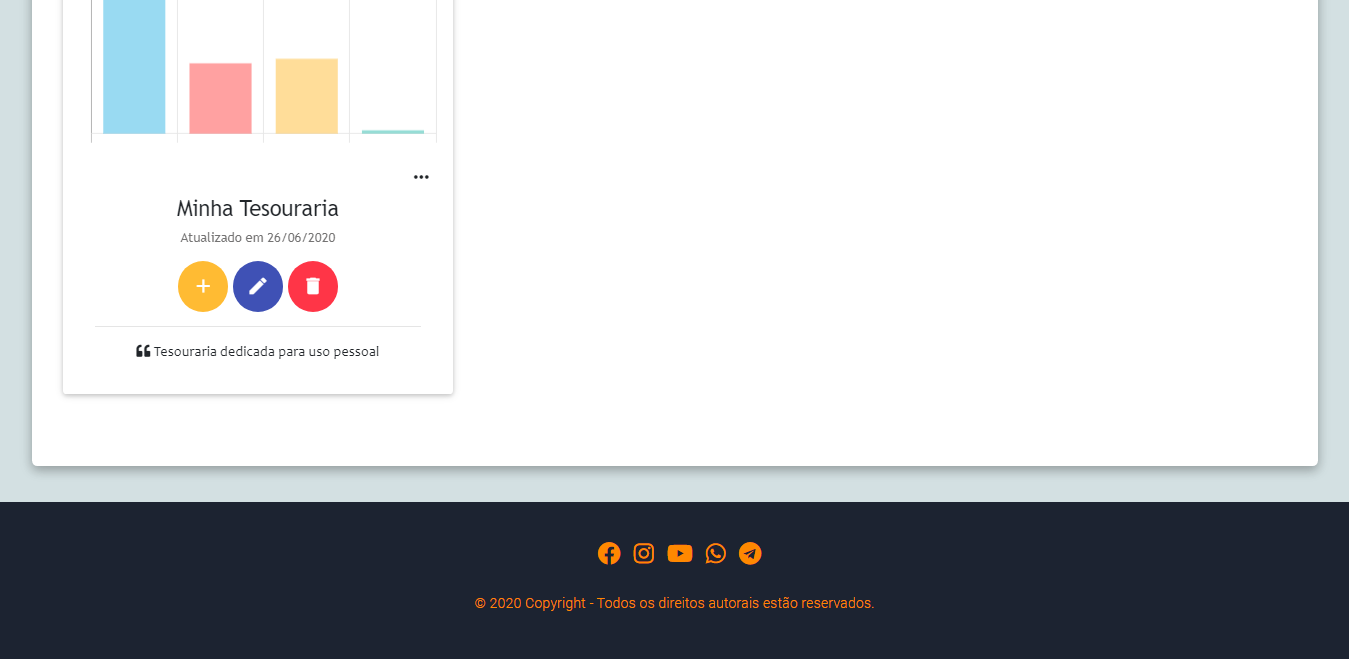 Minha Tesouraria
Atualizado em 26/06/2020
Tesouraria dedicada para uso pessoal
© 2020 Copyright - Todos os direitos autorais estão reservados.